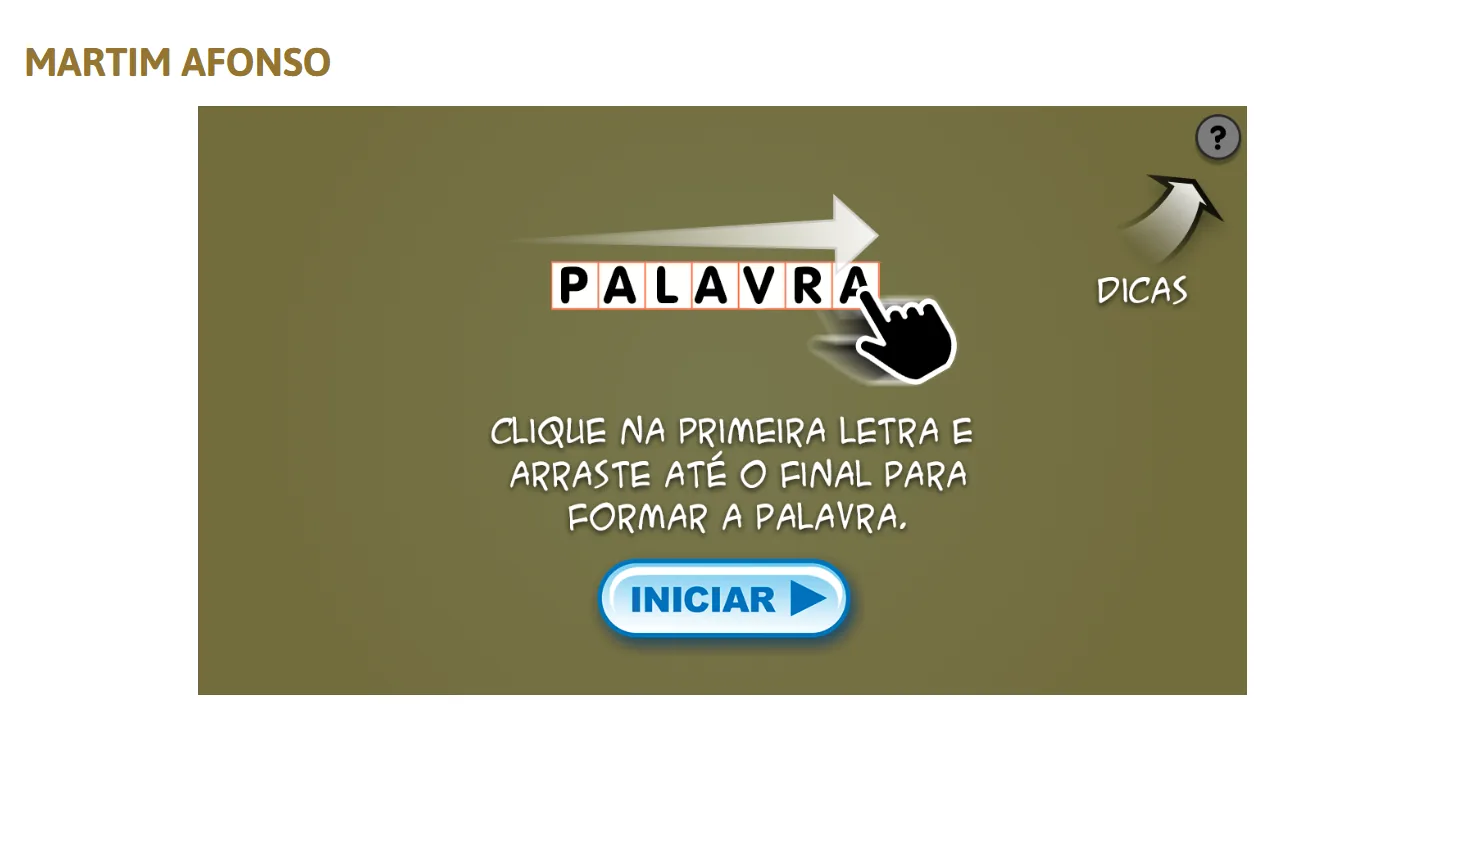 MARTIM AFONSO
?
PALAVRA
DICAS
CLIQUE NA PRIMEIRA LETRA E
ARRASTE ATÉ O FINAL PARA
FORMAR A PALAVRA.
INICIAR